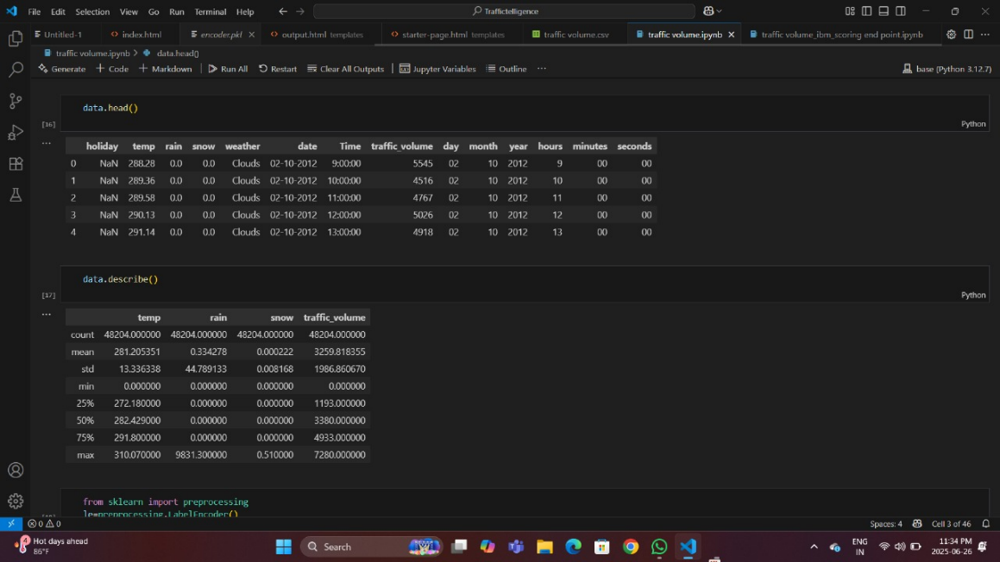 File Edit Selection View Go Run Terminal Help Traffictelligence
Untitled-1 index.html encoder.pkl output.html templates starter-page.html templates traffic volume.csv traffic volume.ipynb traffic volume_ibm_scoring end point.ipynb
traffic volume.ipynb > data.head()
Generate + Code + Markdown Run All Restart Clear All Outputs Jupyter Variables Outline ... base (Python 3.12.7)
data.head()
[16] Python
holiday temp rain snow weather date Time traffic_volume day month year hours minutes seconds
0 NaN 288.28 0.0 0.0 Clouds 02-10-2012 9:00:00 5545 02 10 2012 9 00 00
1 NaN 289.36 0.0 0.0 Clouds 02-10-2012 10:00:00 4516 02 10 2012 10 00 00
2 NaN 289.58 0.0 0.0 Clouds 02-10-2012 11:00:00 4767 02 10 2012 11 00 00
3 NaN 290.13 0.0 0.0 Clouds 02-10-2012 12:00:00 5026 02 10 2012 12 00 00
4 NaN 291.14 0.0 0.0 Clouds 02-10-2012 13:00:00 4918 02 10 2012 13 00 00
data.describe()
[17] Python
temp rain snow traffic_volume
count 48204.000000 48204.000000 48204.000000 48204.000000
mean 281.205351 0.334278 0.000222 3259.818355
std 13.336338 44.789133 0.008168 1986.860670
min 0.000000 0.000000 0.000000 0.000000
25% 272.180000 0.000000 0.000000 1193.000000
50% 282.429000 0.000000 0.000000 3380.000000
75% 291.800000 0.000000 0.000000 4933.000000
max 310.070000 9831.300000 0.510000 7280.000000
from sklearn import preprocessing
le=preprocessing.LabelEncoder()
0 0 Spaces: 4 Cell 3 of 46
4 Hot days ahead
86°F
Search
ENG
IN
11:34 PM
2025-06-26